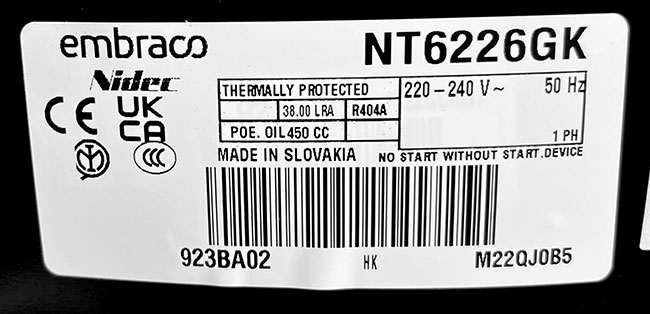 embraco
NT6226GK
Nidec
CE UK
CA
CCC
THERMALLY PROTECTED
38.00 LRA R404A
POE. OIL 450 CC
220-240 V~ 50 Hz
1 PH
MADE IN SLOVAKIA NO START WITHOUT START.DEVICE
923BA02 HK M22QJ0B5